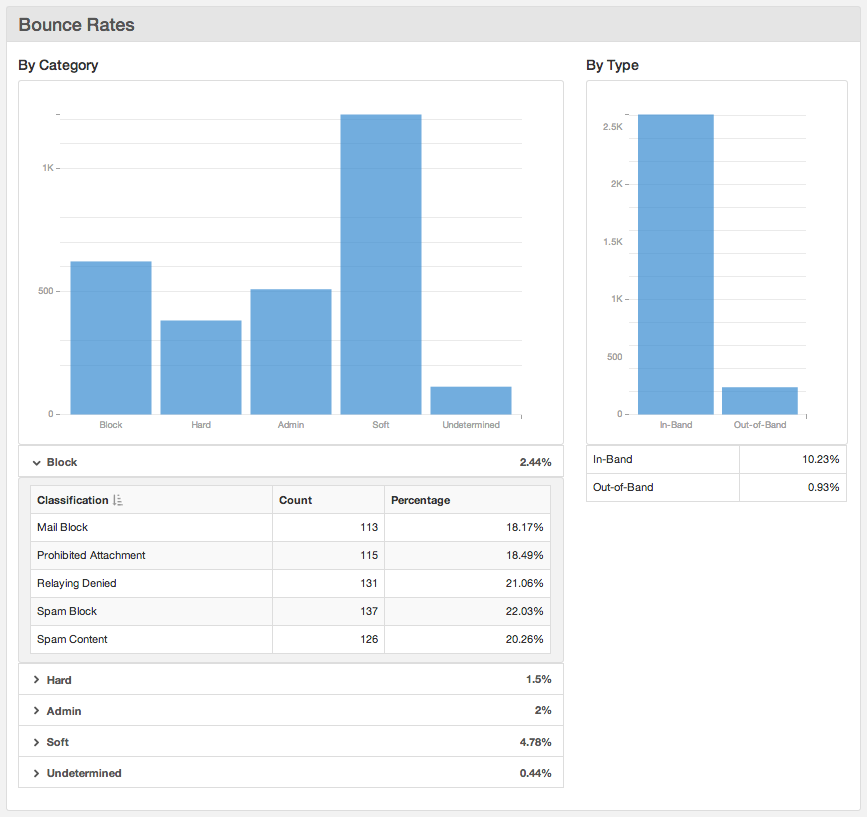 Bounce Rates
By Category
1K
500
0
Block Hard Admin Soft Undetermined
Block 2.44%
Classification Count Percentage
Mail Block 113 18.17%
Prohibited Attachment 115 18.49%
Relaying Denied 131 21.06%
Spam Block 137 22.03%
Spam Content 126 20.26%
Hard 1.5%
Admin 2%
Soft 4.78%
Undetermined 0.44%
By Type
2.5K
2K
1.5K
1K
500
0
In-Band Out-of-Band
In-Band 10.23%
Out-of-Band 0.93%